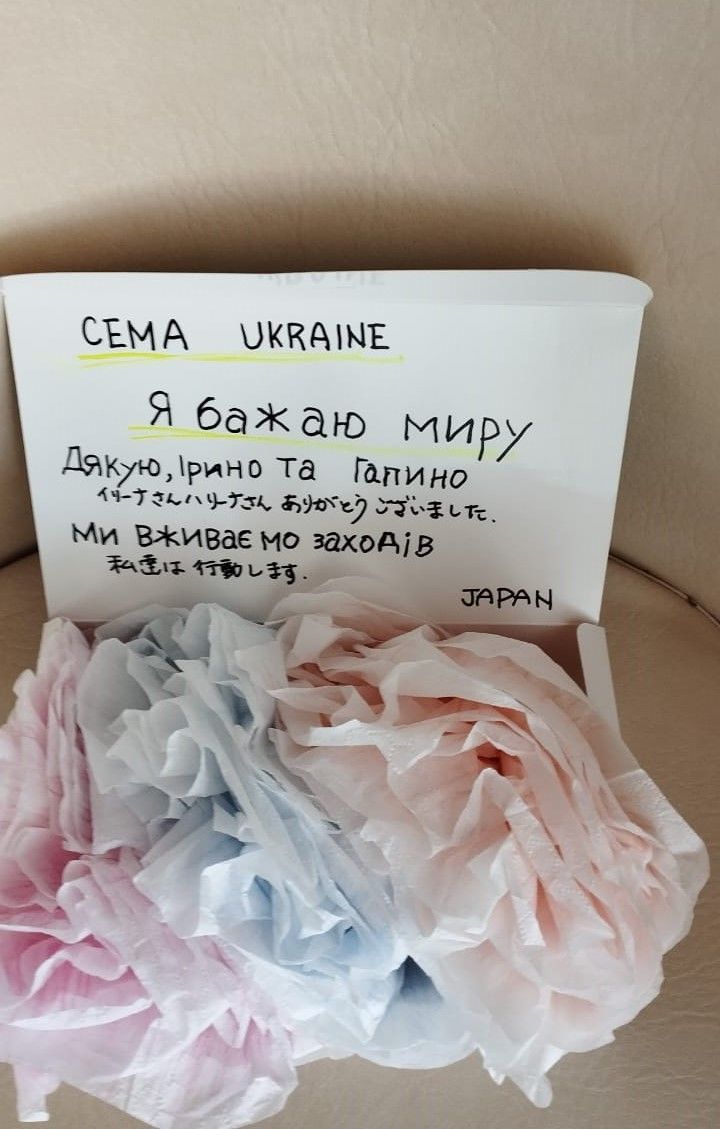 CEMA UKRAINE
Я бажаю миру
Дякую, Ірино та Галино
イリーナさんハリーナさん ありがとうございました.
Ми вживаємо заходів
私達は行動します.
JAPAN